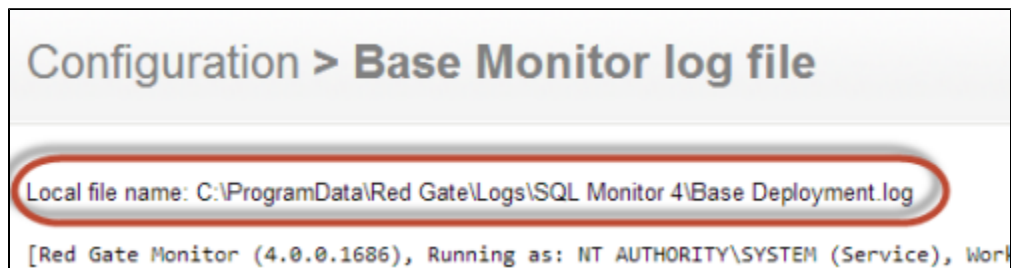 Configuration > Base Monitor log file
Local file name: C:\ProgramData\Red Gate\Logs\SQL Monitor 4\Base Deployment.log
[Red Gate Monitor (4.0.0.1686), Running as: NT AUTHORITY\SYSTEM (Service),